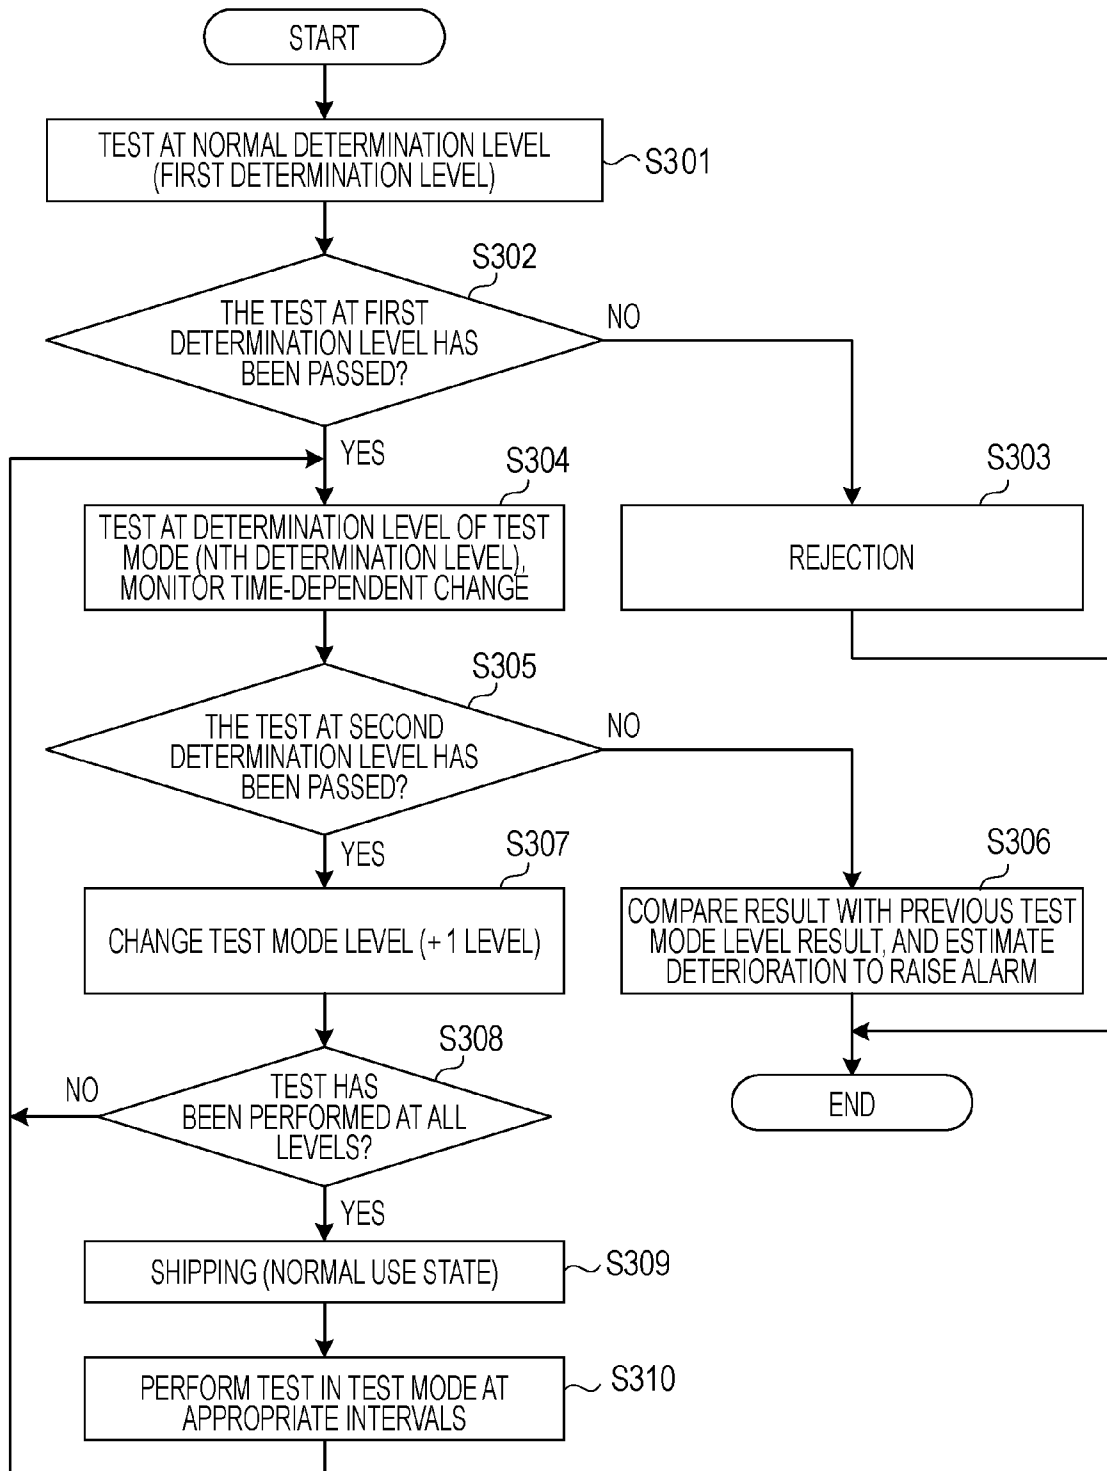 START
TEST AT NORMAL DETERMINATION LEVEL
(FIRST DETERMINATION LEVEL)
S301
S302
THE TEST AT FIRST
DETERMINATION LEVEL HAS
BEEN PASSED?
NO
YES
S304
TEST AT DETERMINATION LEVEL OF TEST
MODE (NTH DETERMINATION LEVEL),
MONITOR TIME-DEPENDENT CHANGE
S303
REJECTION
S305
THE TEST AT SECOND
DETERMINATION LEVEL HAS
BEEN PASSED?
NO
YES
S307
CHANGE TEST MODE LEVEL (+ 1 LEVEL)
S306
COMPARE RESULT WITH PREVIOUS TEST
MODE LEVEL RESULT, AND ESTIMATE
DETERIORATION TO RAISE ALARM
S308
TEST HAS
BEEN PERFORMED AT ALL
LEVELS?
NO
END
YES
SHIPPING (NORMAL USE STATE)
S309
PERFORM TEST IN TEST MODE AT
APPROPRIATE INTERVALS
S310